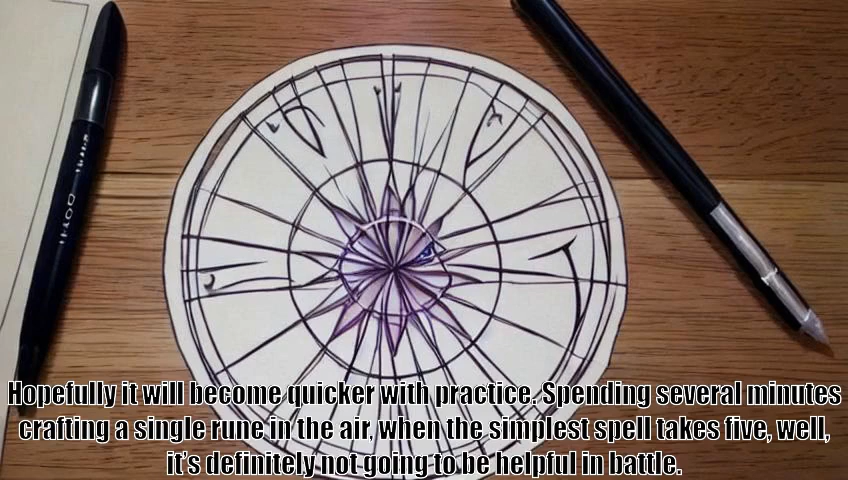 Hopefully it will become quicker with practice. Spending several minutes
crafting a single rune in the air, when the simplest spell takes five, well,
it's definitely not going to be helpful in battle.